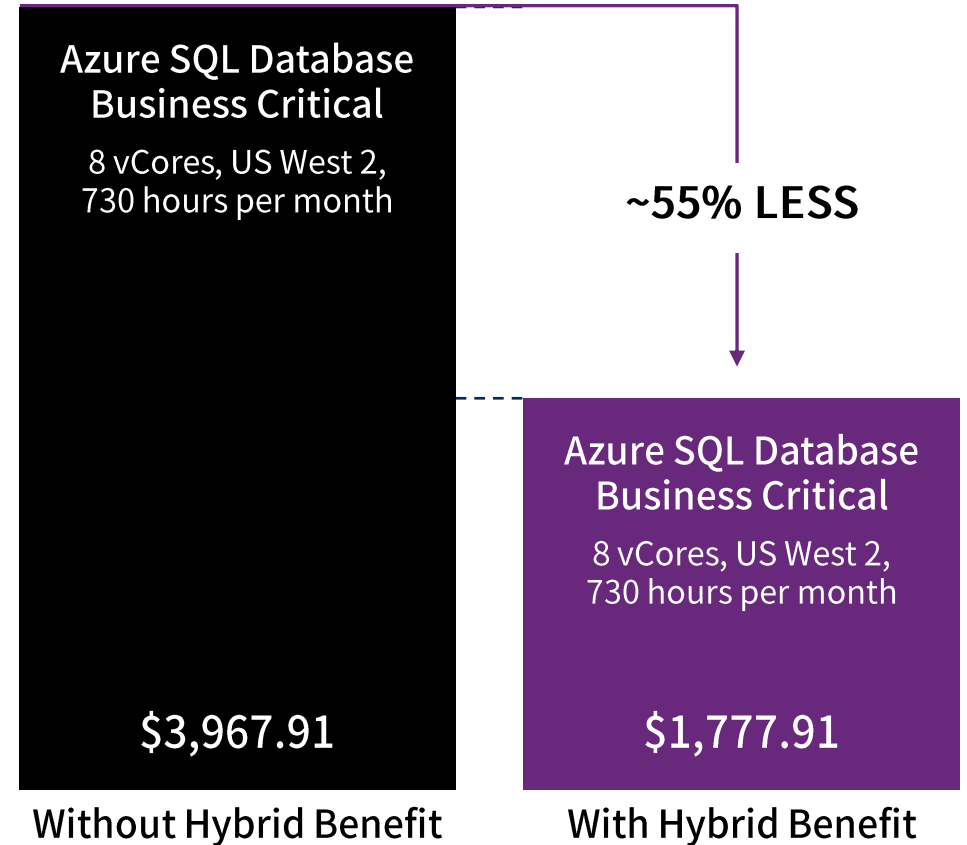 Azure SQL Database
Business Critical
8 vCores, US West 2,
730 hours per month
$3,967.91
Without Hybrid Benefit
~55% LESS
Azure SQL Database
Business Critical
8 vCores, US West 2,
730 hours per month
$1,777.91
With Hybrid Benefit